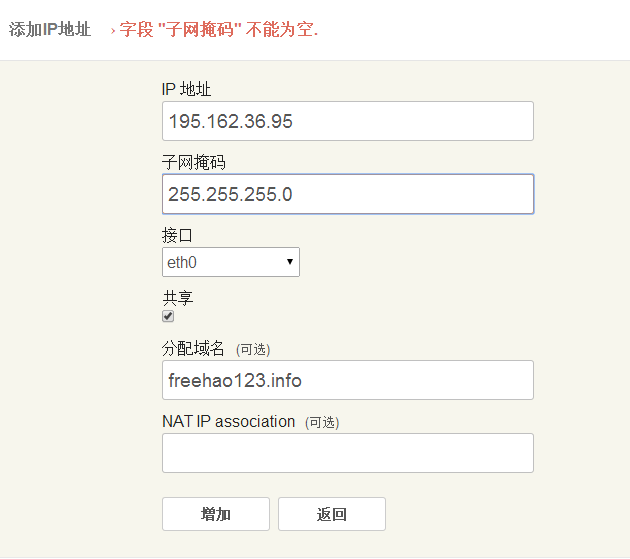 添加IP地址 › 字段 "子网掩码" 不能为空.
IP 地址
195.162.36.95
子网掩码
255.255.255.0
接口
eth0
共享
分配域名 (可选)
freehao123.info
NAT IP association (可选)
增加 返回